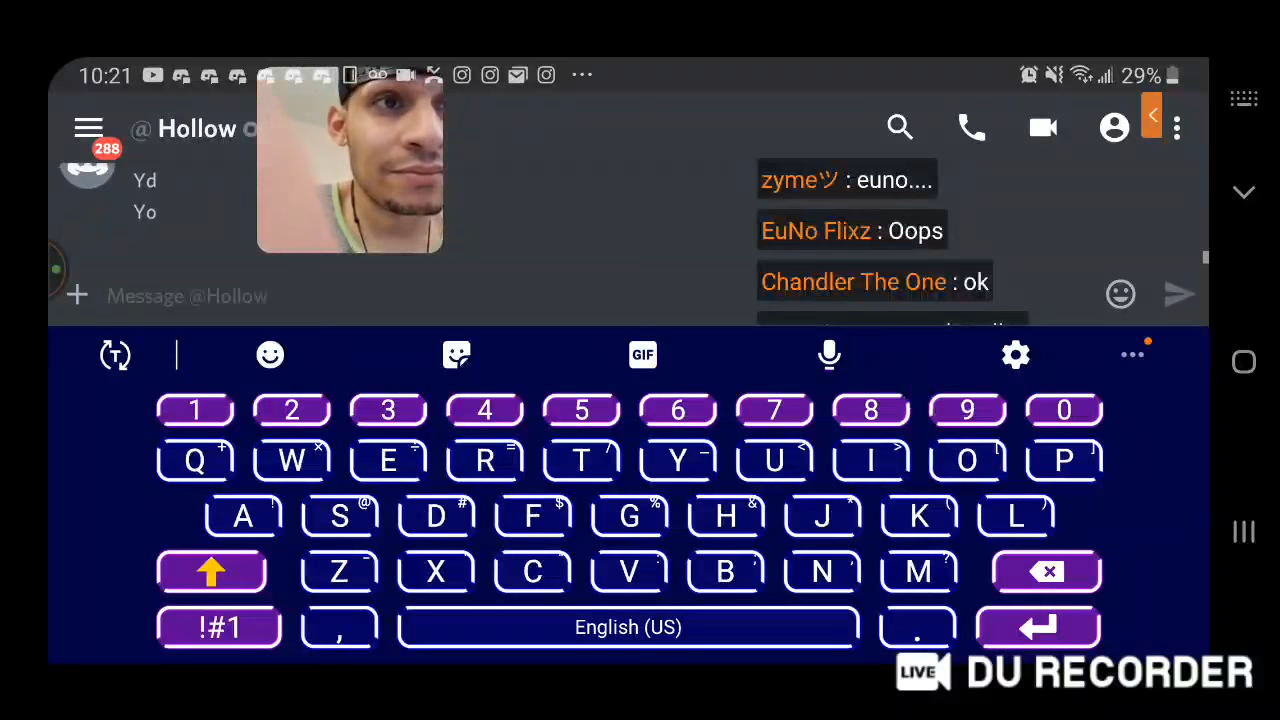 10:21
29%
@ Hollow
288
Yd
Yo
zymeツ : euno....
EuNo Flixz : Oops
Chandler The One : ok
Message @Hollow
GIF
1 2 3 4 5 6 7 8 9 0
Q + W × E ÷ R = T / Y _ U < I > O [ P ]
A ! S @ D # F $ G % H & J * K ( L )
Z - X ' C " V : B ; N , M ?
!#1 , English (US) .
LIVE DU RECORDER